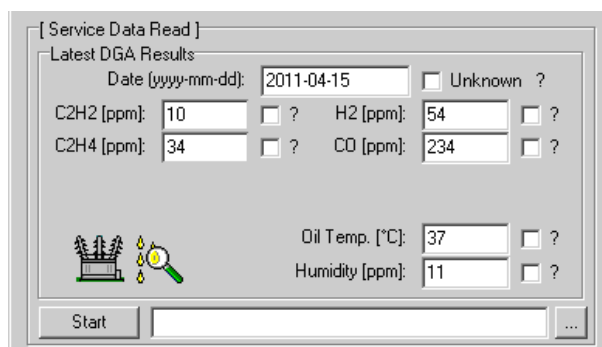 [ Service Data Read ]
Latest DGA Results
Date (yyyy-mm-dd): 2011-04-15 Unknown ?
C2H2 [ppm]: 10 ? H2 [ppm]: 54 ?
C2H4 [ppm]: 34 ? CO [ppm]: 234 ?
Oil Temp. [°C]: 37 ?
Humidity [ppm]: 11 ?
Start ...